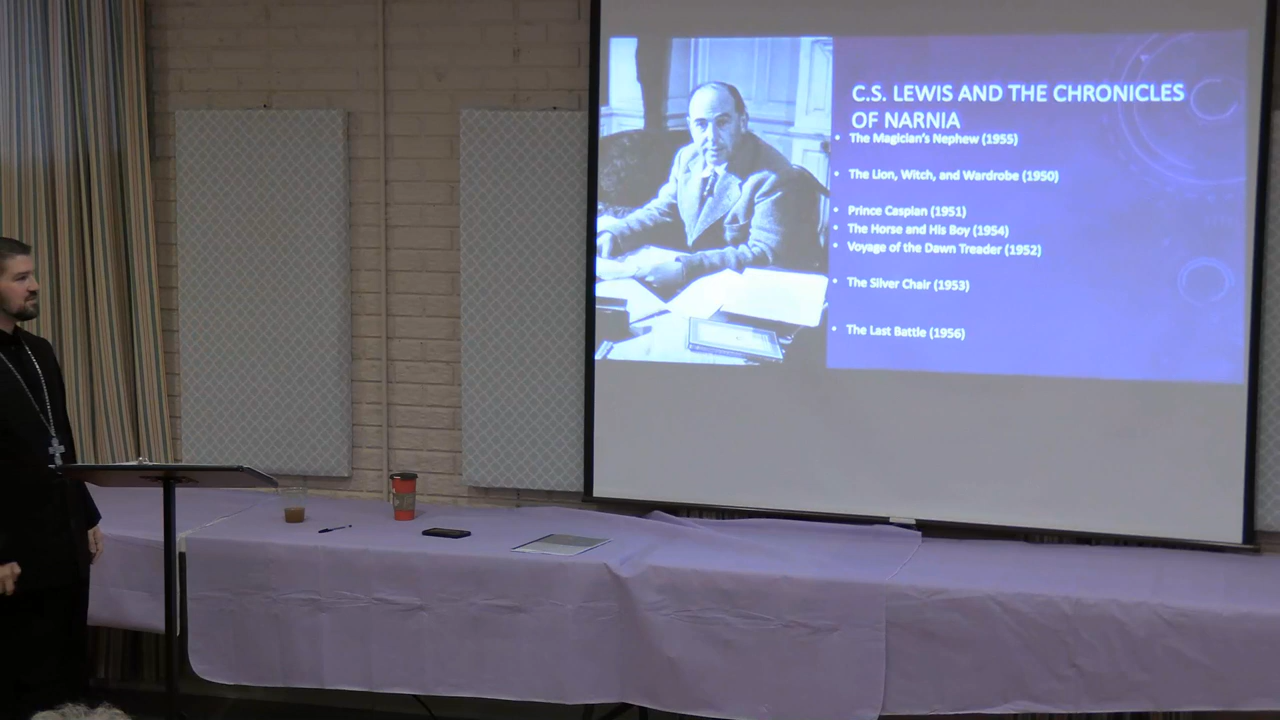 C.S. LEWIS AND THE CHRONICLES
OF NARNIA
• The Magician's Nephew (1955)
• The Lion, Witch, and Wardrobe (1950)
• Prince Caspian (1951)
• The Horse and His Boy (1954)
• Voyage of the Dawn Treader (1952)
• The Silver Chair (1953)
• The Last Battle (1956)